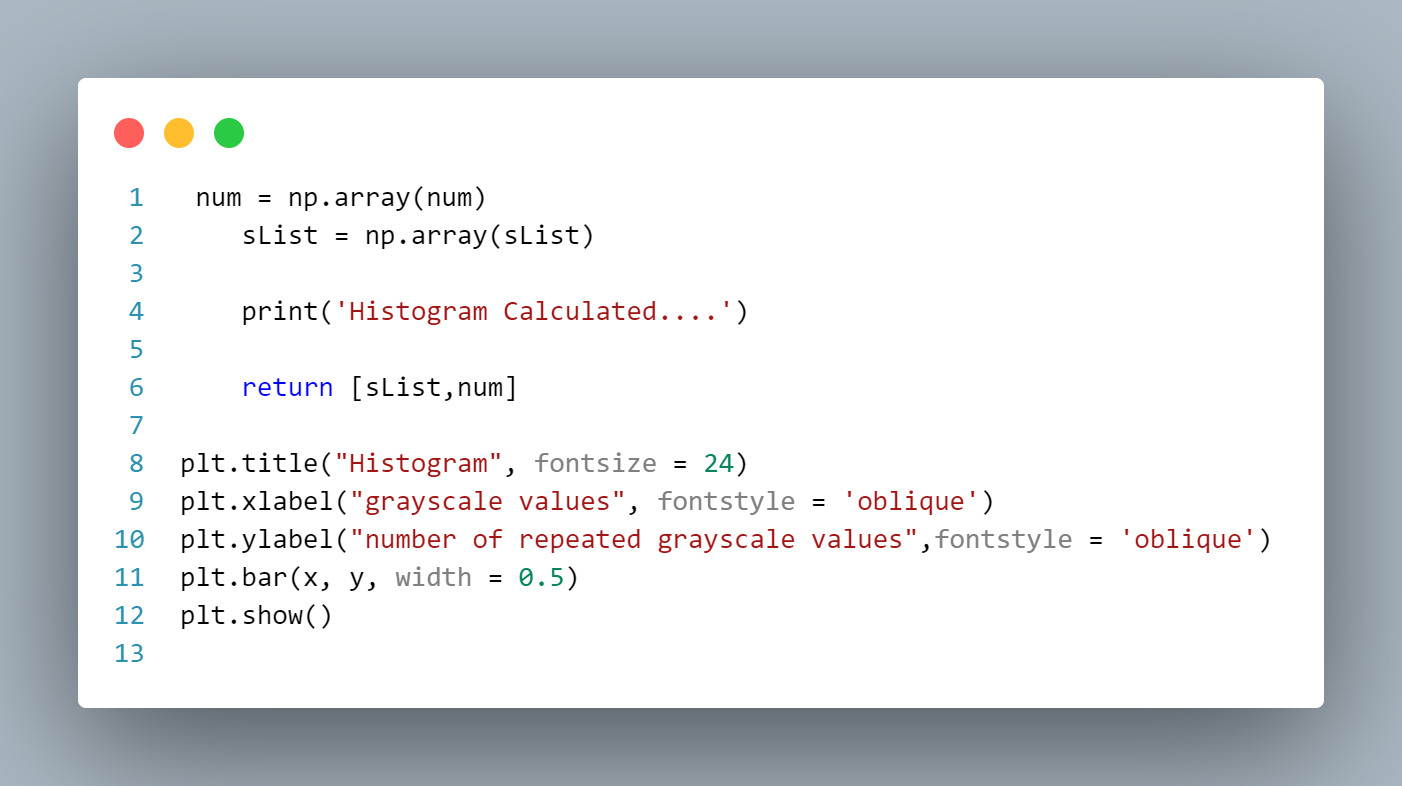 1 num = np.array(num)
2 sList = np.array(sList)
3
4 print('Histogram Calculated....')
5
6 return [sList,num]
7
8 plt.title("Histogram", fontsize = 24)
9 plt.xlabel("grayscale values", fontstyle = 'oblique')
10 plt.ylabel("number of repeated grayscale values",fontstyle = 'oblique')
11 plt.bar(x, y, width = 0.5)
12 plt.show()
13